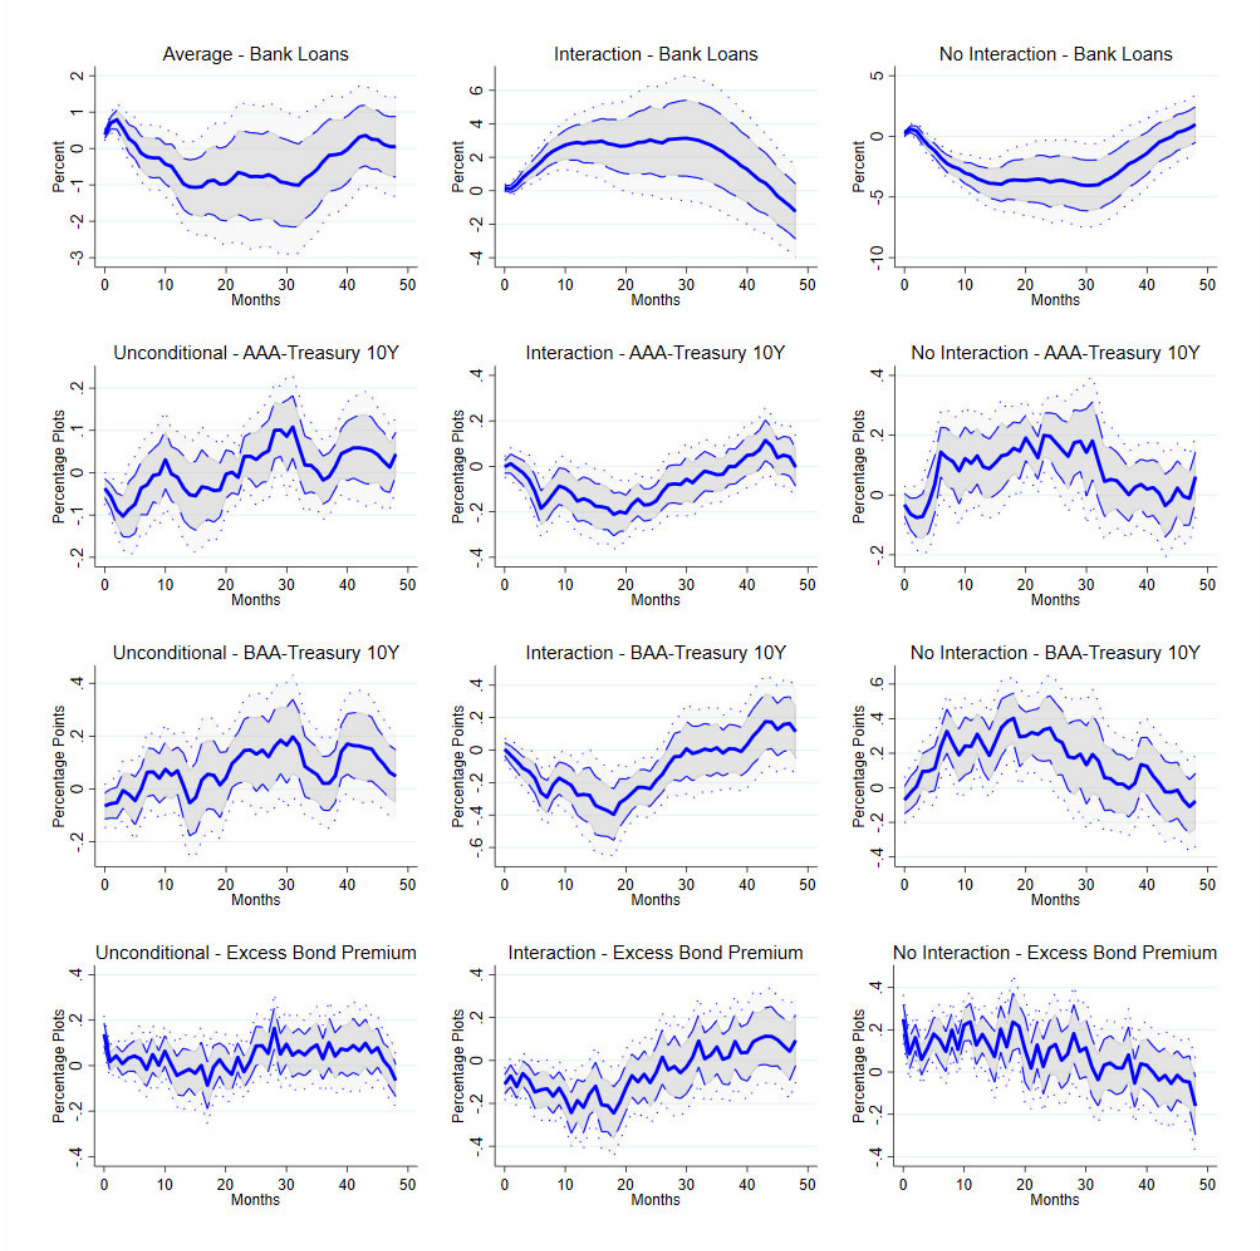 Average - Bank Loans
Percent
2
1
0
-1
-2
-3
0 10 20 30 40 50
Months
Interaction - Bank Loans
Percent
6
4
2
0
-2
-4
0 10 20 30 40 50
Months
No Interaction - Bank Loans
Percent
5
0
-5
-10
0 10 20 30 40 50
Months
Unconditional - AAA-Treasury 10Y
Percentage Plots
.2
.1
0
-.1
-.2
0 10 20 30 40 50
Months
Interaction - AAA-Treasury 10Y
Percentage Plots
.4
.2
0
-.2
-.4
0 10 20 30 40 50
Months
No Interaction - AAA-Treasury 10Y
Percentage Plots
.4
.2
0
-.2
0 10 20 30 40 50
Months
Unconditional - BAA-Treasury 10Y
Percentage Points
.4
.2
0
-.2
0 10 20 30 40 50
Months
Interaction - BAA-Treasury 10Y
Percentage Points
.4
.2
0
-.2
-.4
-.6
0 10 20 30 40 50
Months
No Interaction - BAA-Treasury 10Y
Percentage Points
.6
.4
.2
0
-.2
-.4
0 10 20 30 40 50
Months
Unconditional - Excess Bond Premium
Percentage Plots
.4
.2
0
-.2
-.4
0 10 20 30 40 50
Months
Interaction - Excess Bond Premium
Percentage Plots
.4
.2
0
-.2
-.4
0 10 20 30 40 50
Months
No Interaction - Excess Bond Premium
Percentage Plots
.4
.2
0
-.2
-.4
0 10 20 30 40 50
Months